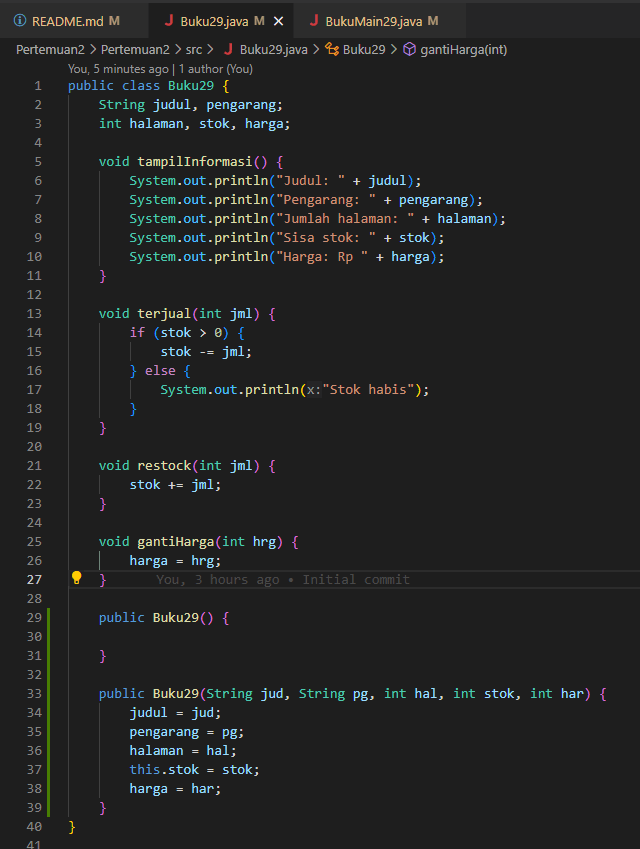 README.md M Buku29.java M × BukuMain29.java M
Pertemuan2 > Pertemuan2 > src > Buku29.java > Buku29 > gantiHarga(int)
You, 5 minutes ago | 1 author (You)
1 public class Buku29 {
2 String judul, pengarang;
3 int halaman, stok, harga;
4
5 void tampilInformasi() {
6 System.out.println("Judul: " + judul);
7 System.out.println("Pengarang: " + pengarang);
8 System.out.println("Jumlah halaman: " + halaman);
9 System.out.println("Sisa stok: " + stok);
10 System.out.println("Harga: Rp " + harga);
11 }
12
13 void terjual(int jml) {
14 if (stok > 0) {
15 stok -= jml;
16 } else {
17 System.out.println(x:"Stok habis");
18 }
19 }
20
21 void restock(int jml) {
22 stok += jml;
23 }
24
25 void gantiHarga(int hrg) {
26 harga = hrg;
27 } You, 3 hours ago • Initial commit
28
29 public Buku29() {
30
31 }
32
33 public Buku29(String jud, String pg, int hal, int stok, int har) {
34 judul = jud;
35 pengarang = pg;
36 halaman = hal;
37 this.stok = stok;
38 harga = har;
39 }
40 }
41